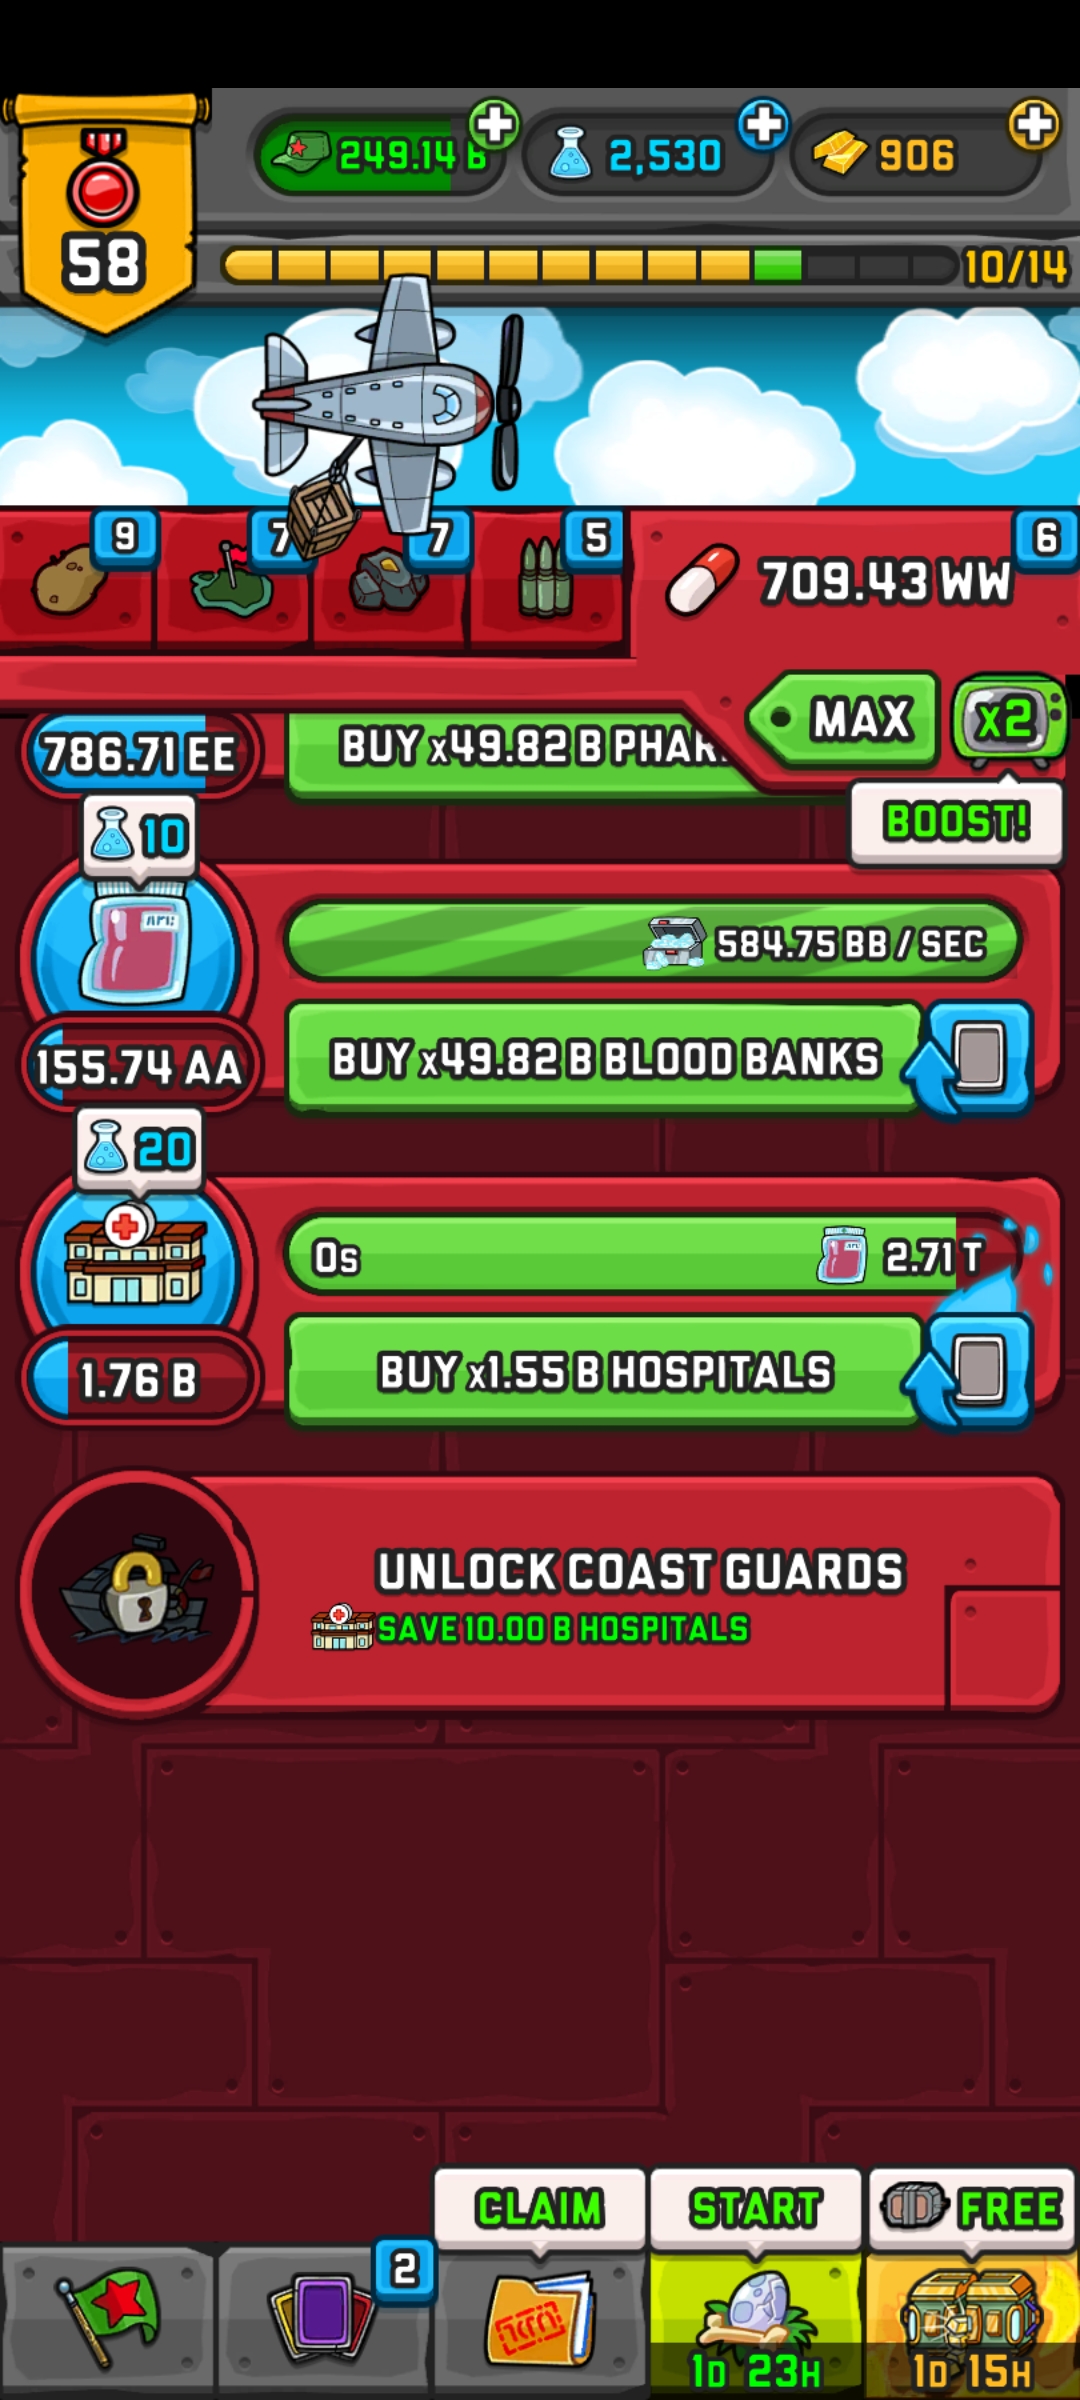 58
249.14 B
2,530
906
10/14
9
7
7
5
6
709.43 WW
MAX
x2
786.71 EE
BUY x49.82 B PHAR
BOOST!
10
584.75 BB / SEC
155.74 AA
BUY x49.82 B BLOOD BANKS
20
0s
2.71 T
1.76 B
BUY x1.55 B HOSPITALS
UNLOCK COAST GUARDS
SAVE 10.00 B HOSPITALS
CLAIM
START
FREE
2
1D 23H
1D 15H